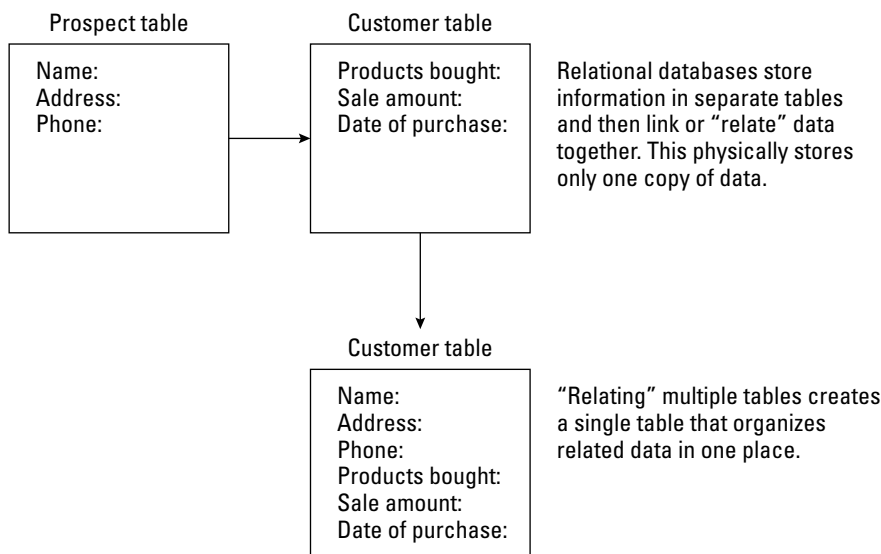 Prospect table
Name:
Address:
Phone:
Customer table
Products bought:
Sale amount:
Date of purchase:
Relational databases store
information in separate tables
and then link or “relate” data
together. This physically stores
only one copy of data.
Customer table
Name:
Address:
Phone:
Products bought:
Sale amount:
Date of purchase:
“Relating” multiple tables creates
a single table that organizes
related data in one place.